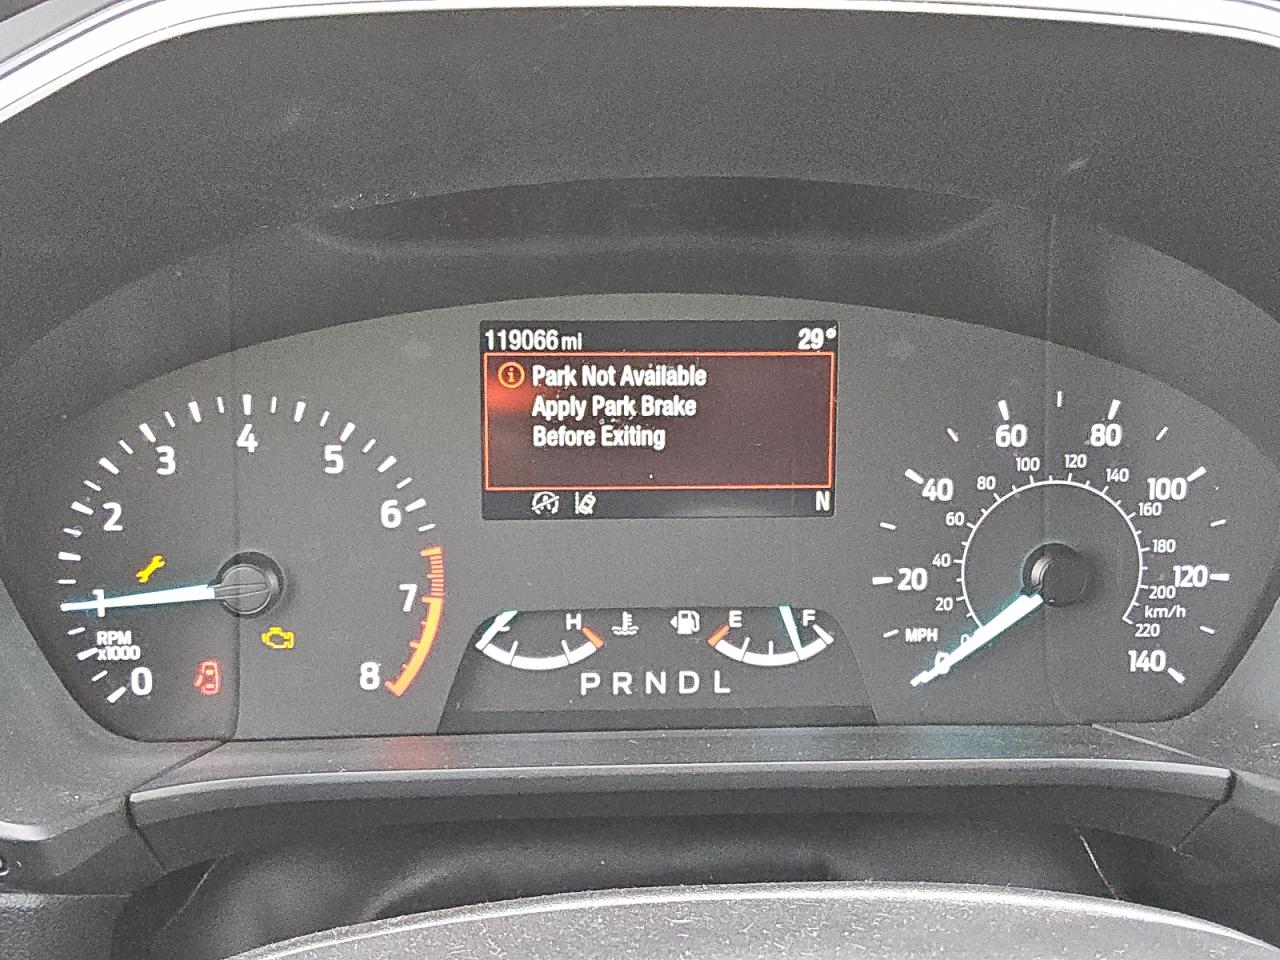 119066 mi 29°
Park Not Available
Apply Park Brake
Before Exiting
N
0 1 2 3 4 5 6 7 8
RPM
x1000
H E F
P R N D L
0 20 40 60 80 100 120 140
MPH
0 20 40 60 80 100 120 140 160 180 200 220
km/h